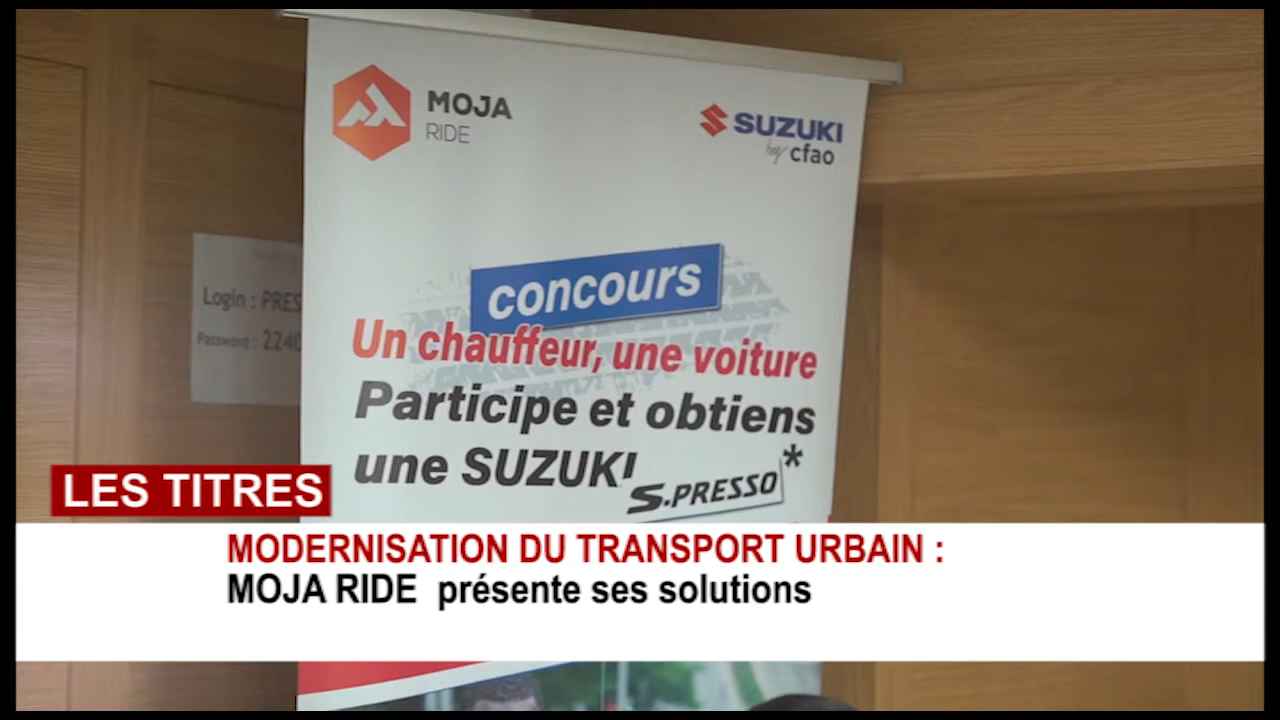 MOJA
RIDE
SUZUKI
by cfao
concours
Un chauffeur, une voiture
Participe et obtiens
une SUZUKI S.PRESSO*
Login : PRES
Password : 2240
LES TITRES
MODERNISATION DU TRANSPORT URBAIN :
MOJA RIDE présente ses solutions